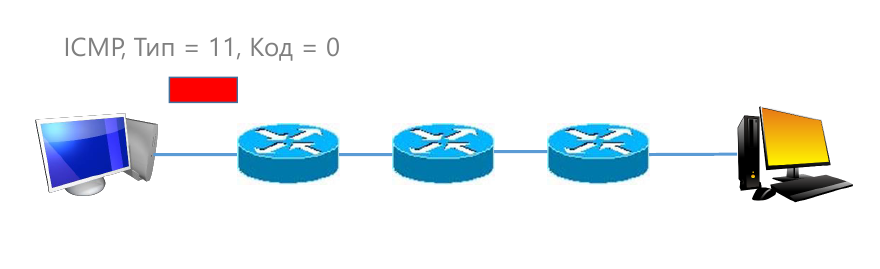 ICMP, Тип = 11, Код = 0